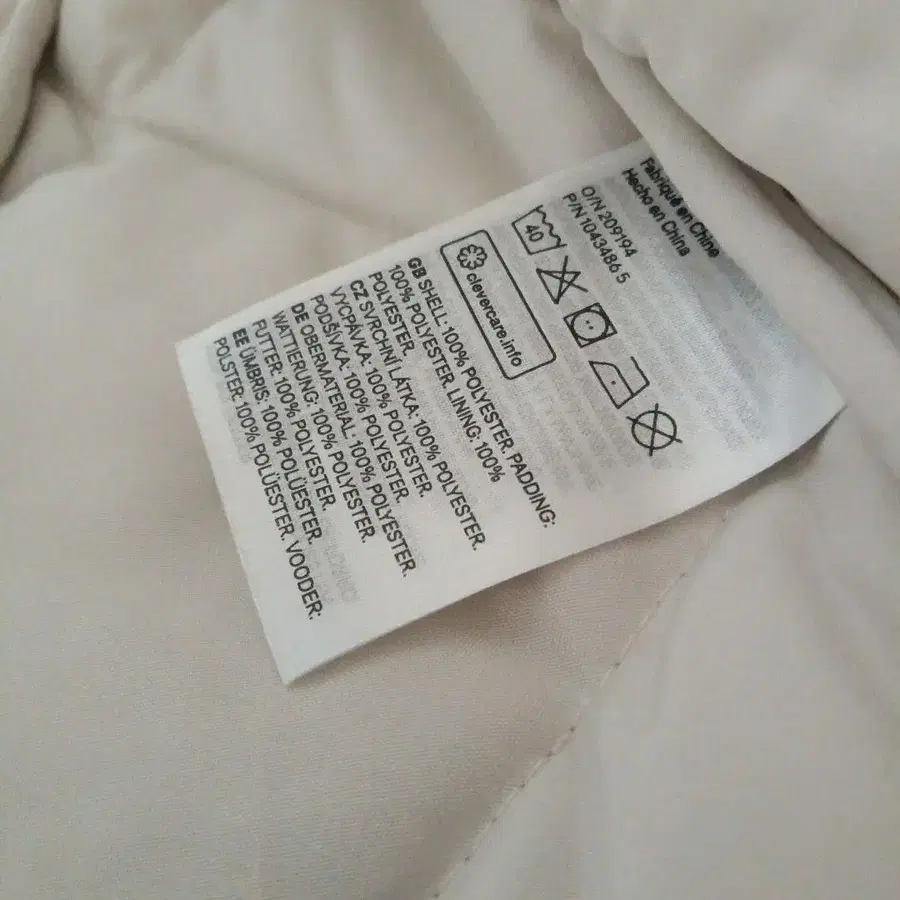 Fabriqué en Chine
Hecho en China
O/N 209194
P/N 10434865
40
clevercare.info
GB SHELL: 100% POLYESTER. PADDING:
100% POLYESTER. LINING: 100%
POLYESTER.
CZ SVRCHNÍ LÁTKA: 100% POLYESTER.
VYCPÁVKA: 100% POLYESTER.
PODŠÍVKA: 100% POLYESTER.
DE OBERMATERIAL: 100% POLYESTER.
WATTIERUNG: 100% POLYESTER.
FUTTER: 100% POLYESTER.
EE ÜMBRIS: 100% POLÜESTER.
POLSTER: 100% POLÜESTER. VOODER: